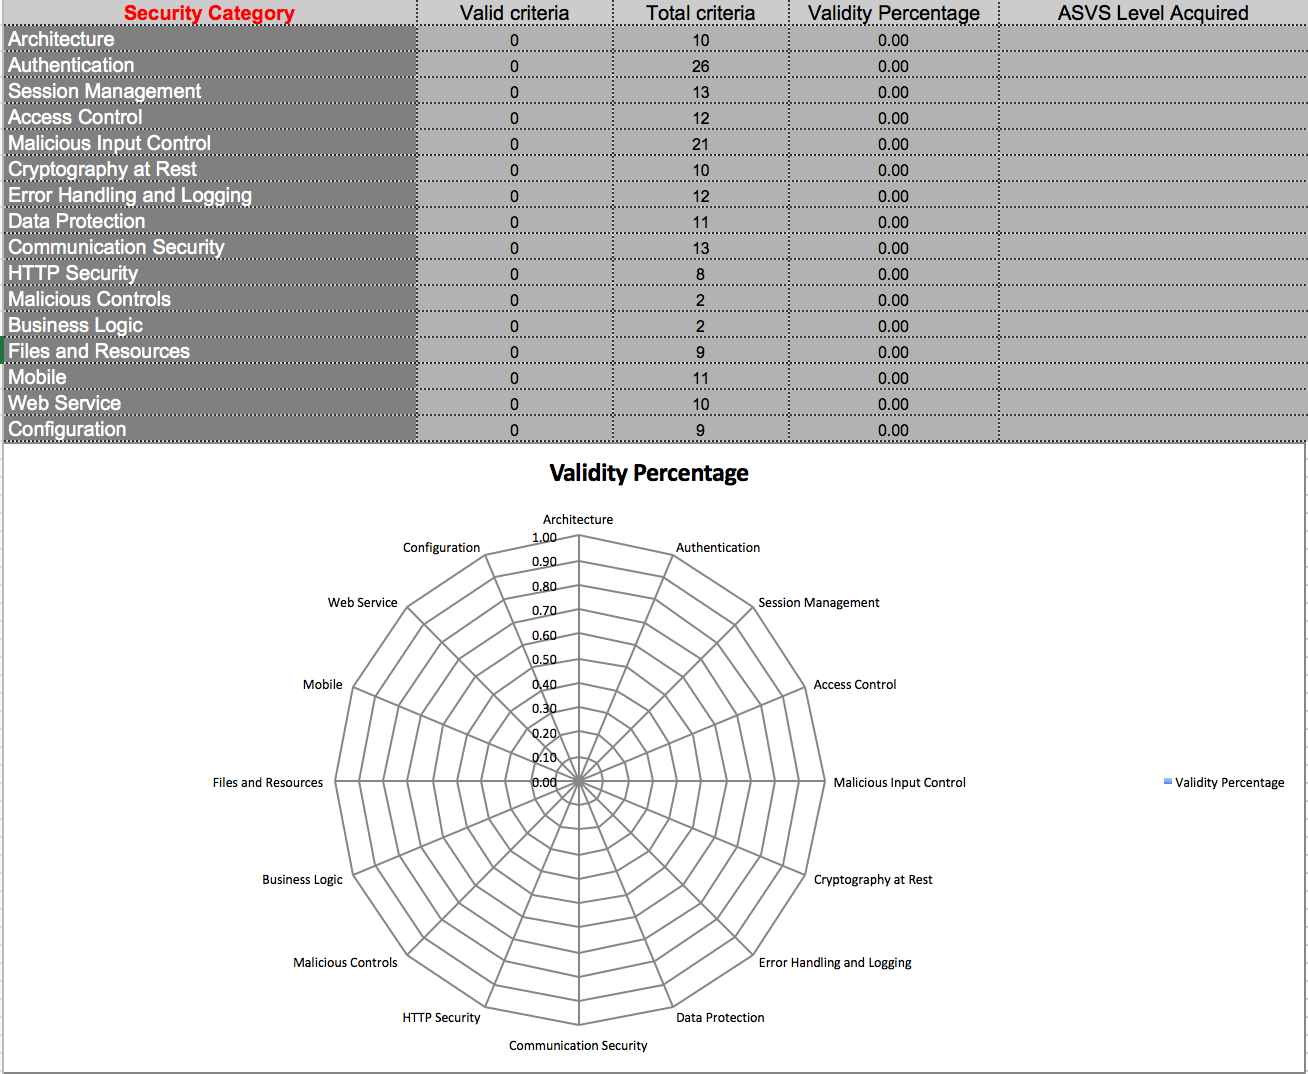 Security Category Valid criteria Total criteria Validity Percentage ASVS Level Acquired
Architecture 0 10 0.00
Authentication 0 26 0.00
Session Management 0 13 0.00
Access Control 0 12 0.00
Malicious Input Control 0 21 0.00
Cryptography at Rest 0 10 0.00
Error Handling and Logging 0 12 0.00
Data Protection 0 11 0.00
Communication Security 0 13 0.00
HTTP Security 0 8 0.00
Malicious Controls 0 2 0.00
Business Logic 0 2 0.00
Files and Resources 0 9 0.00
Mobile 0 11 0.00
Web Service 0 10 0.00
Configuration 0 9 0.00
Validity Percentage
Architecture
1.00
Configuration
Authentication
0.90
0.80
Web Service
Session Management
0.70
0.60
0.50
Mobile
0.40
Access Control
0.30
0.20
0.10
Files and Resources
0.00
Malicious Input Control
Validity Percentage
Business Logic
Cryptography at Rest
Malicious Controls
Error Handling and Logging
HTTP Security
Data Protection
Communication Security